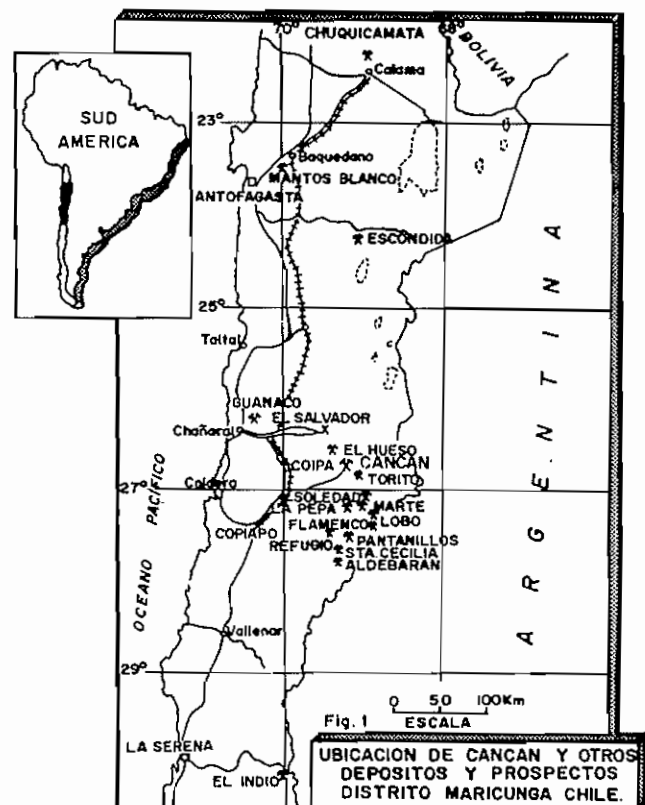 70°
68°
CHUQUICAMATA
BOLIVIA
Calama
SUD
AMERICA
23°
Baquedano
MANTOS BLANCO
ANTOFAGASTA
ESCONDIDA
25°
Taltal
ARGENTINA
GUANACO
EL SALVADOR
Chañaral
EL HUESO
COIPA
CANCAN
TORITO
Caldera
27°
SOLEDAD
LA PEPA
MARTE
LOBO
FLAMENCO
COPIAPO
PANTANILLOS
REFUGIO
STA. CECILIA
ALDEBARAN
OCEANO PACIFICO
Vallenar
29°
0 50 100Km
Fig. 1 ESCALA
LA SERENA
EL INDIO
UBICACION DE CANCAN Y OTROS
DEPOSITOS Y PROSPECTOS
DISTRITO MARICUNGA CHILE.